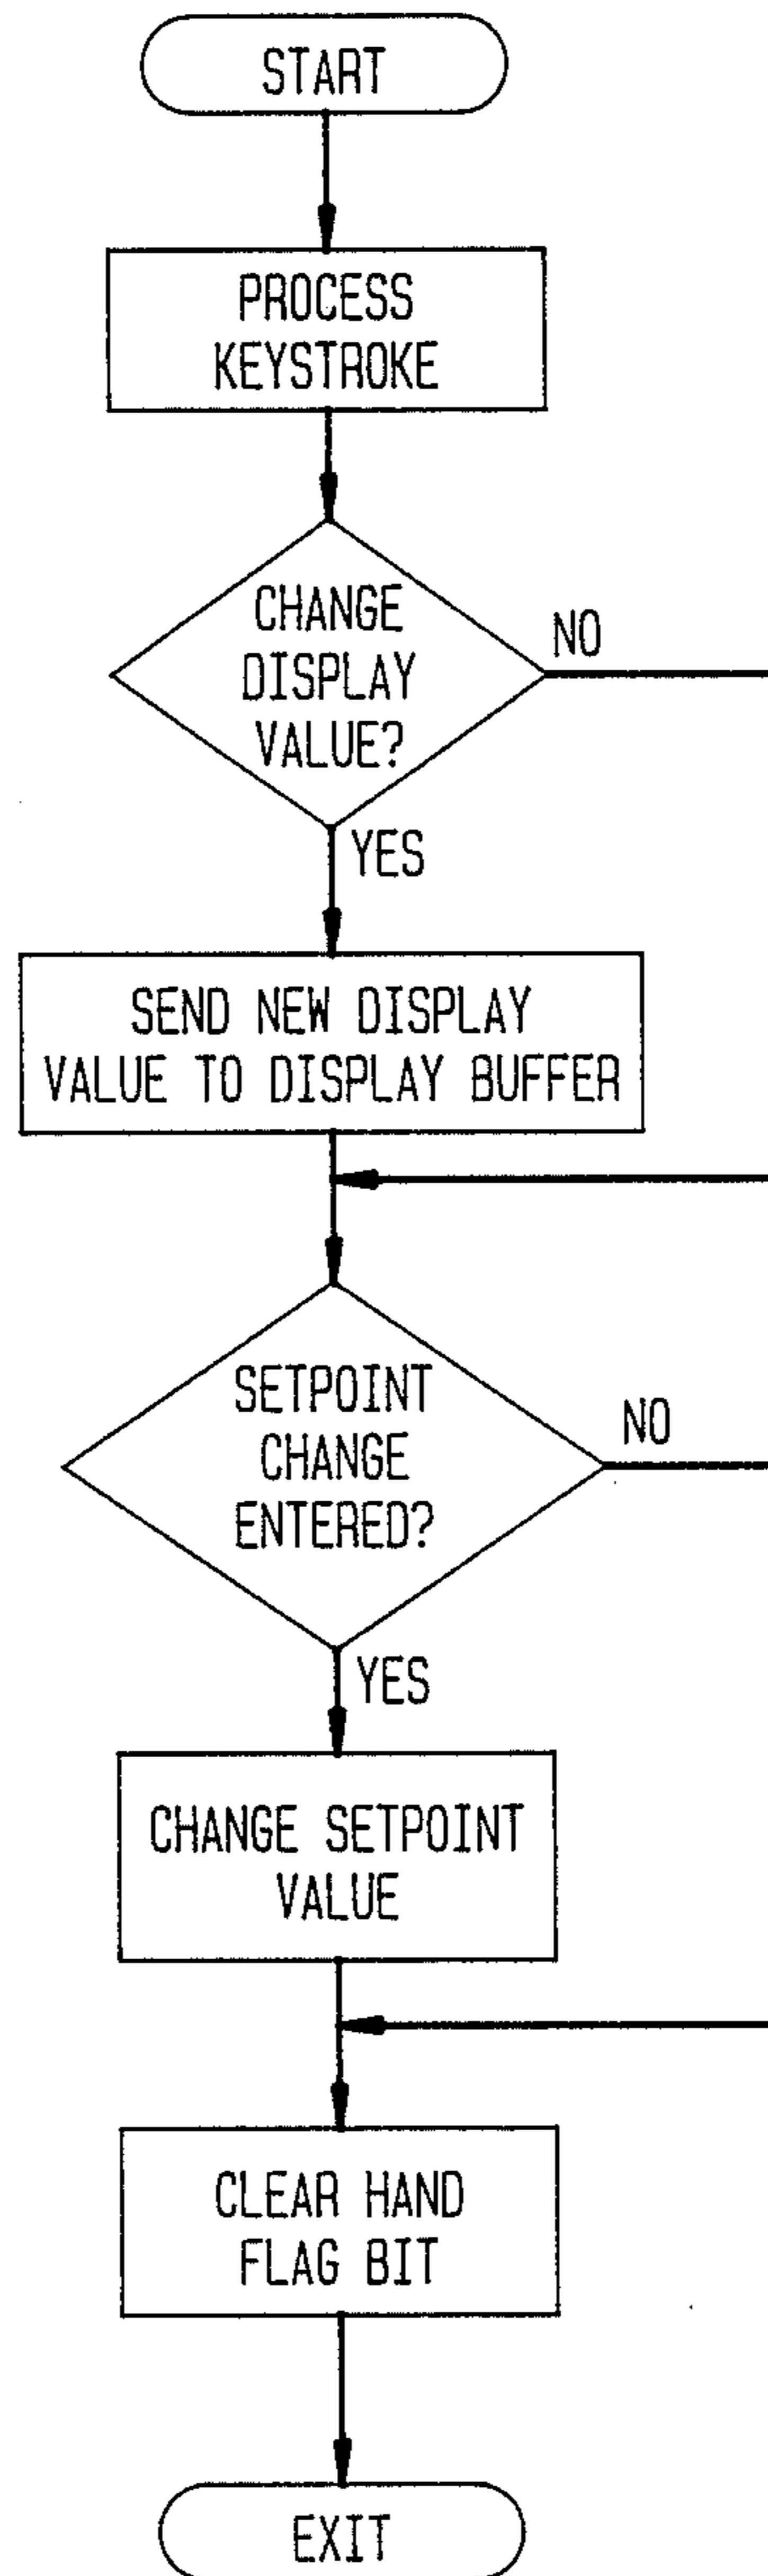 START
PROCESS
KEYSTROKE
CHANGE
DISPLAY
VALUE?
NO
YES
SEND NEW DISPLAY
VALUE TO DISPLAY BUFFER
SETPOINT
CHANGE
ENTERED?
NO
YES
CHANGE SETPOINT
VALUE
CLEAR HAND
FLAG BIT
EXIT